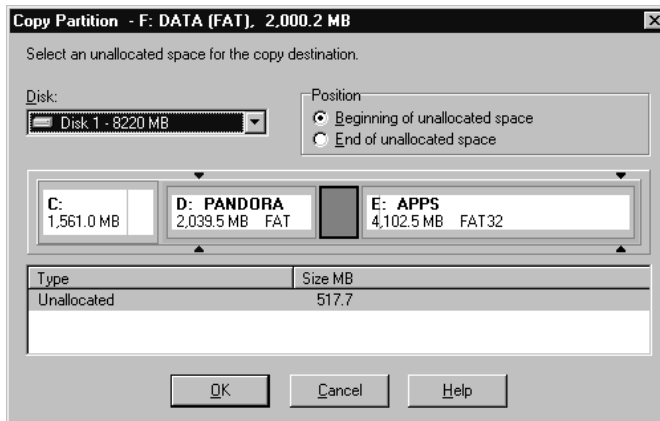 Copy Partition - F: DATA (FAT), 2,000.2 MB
Select an unallocated space for the copy destination.
Disk:
Disk 1 - 8220 MB
Position
Beginning of unallocated space
End of unallocated space
C:
1,561.0 MB
D: PANDORA
2,039.5 MB FAT
E: APPS
4,102.5 MB FAT32
Type Size MB
Unallocated 517.7
OK Cancel Help